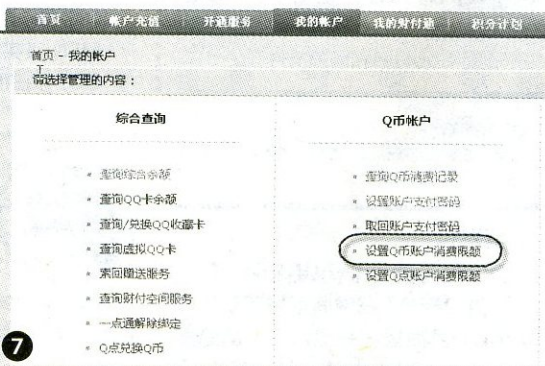 首页 帐户充值 开通服务 我的帐户 我的财付通 积分计划
首页 - 我的帐户
请选择管理的内容：
综合查询
查询综合余额
查询QQ卡余额
查询/兑换QQ收藏卡
查询虚拟QQ卡
索回赠送服务
查询财付空间服务
一点通解除绑定
Q点兑换Q币
Q币帐户
查询Q币消费记录
设置账户支付密码
取回账户支付密码
设置Q币账户消费限额
设置Q点账户消费限额
7